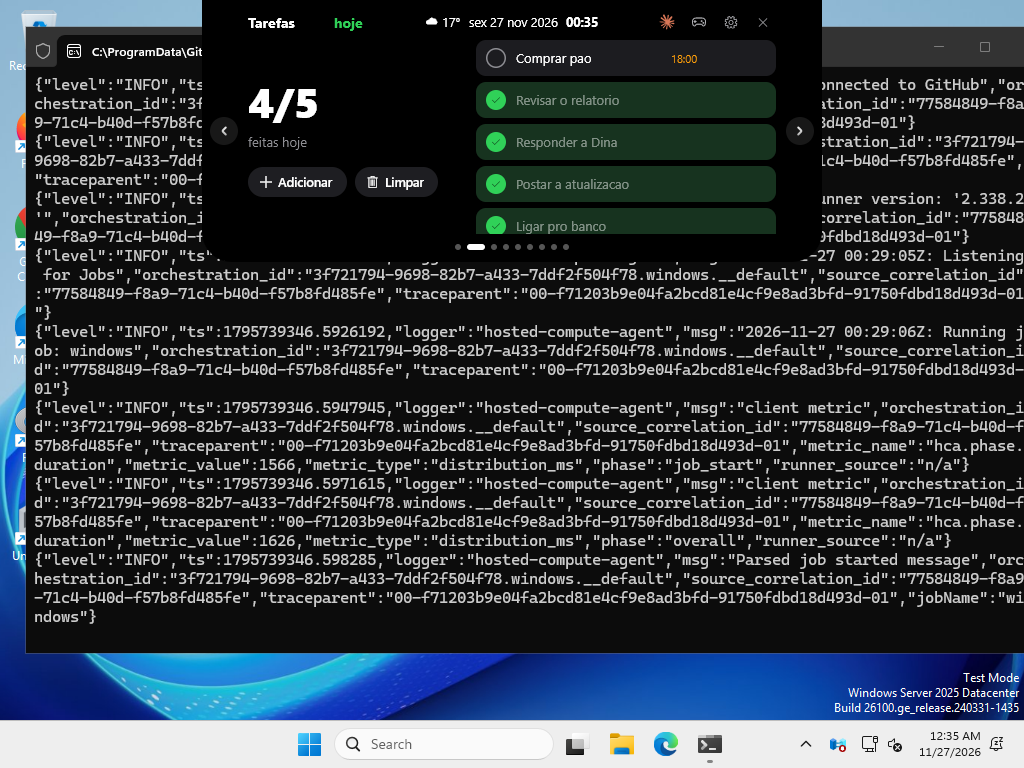 Tarefas hoje 17° sex 27 nov 2026 00:35
4/5
feitas hoje
+ Adicionar Limpar
Comprar pao 18:00
Revisar o relatorio
Responder a Dina
Postar a atualizacao
Ligar pro banco
C:\ProgramData\Git
{"level":"INFO","ts
onnected to GitHub","or
chestration_id":"3f
_id":"77584849-f8a
9-71c4-b40d-f57b8fd
d493d-01"}
{"level":"INFO","ts
stration_id":"3f721794-
9698-82b7-a433-7ddf
"traceparent":"00-f
{"level":"INFO","ts
unner version: '2.338.2
'","orchestration_i
correlation_id":"77584
49-f8a9-71c4-b40d-f
fdbd18d493d-01"}
{"level":"INFO","ts"
-27 00:29:05Z: Listening
for Jobs","orchestration_id":"3f721794-9698-82b7-a433-7ddf2f504f78.windows.__default","source_correlation_id"
:"77584849-f8a9-71c4-b40d-f57b8fd485fe","traceparent":"00-f71203b9e04fa2bcd81e4cf9e8ad3bfd-91750fdbd18d493d-01
"}
{"level":"INFO","ts":1795739346.5926192,"logger":"hosted-compute-agent","msg":"2026-11-27 00:29:06Z: Running j
ob: windows","orchestration_id":"3f721794-9698-82b7-a433-7ddf2f504f78.windows.__default","source_correlation_i
d":"77584849-f8a9-71c4-b40d-f57b8fd485fe","traceparent":"00-f71203b9e04fa2bcd81e4cf9e8ad3bfd-91750fdbd18d493d-
01"}
{"level":"INFO","ts":1795739346.5947945,"logger":"hosted-compute-agent","msg":"client metric","orchestration_i
d":"3f721794-9698-82b7-a433-7ddf2f504f78.windows.__default","source_correlation_id":"77584849-f8a9-71c4-b40d-f
57b8fd485fe","traceparent":"00-f71203b9e04fa2bcd81e4cf9e8ad3bfd-91750fdbd18d493d-01","metric_name":"hca.phase.
duration","metric_value":1566,"metric_type":"distribution_ms","phase":"job_start","runner_source":"n/a"}
{"level":"INFO","ts":1795739346.5971615,"logger":"hosted-compute-agent","msg":"client metric","orchestration_i
d":"3f721794-9698-82b7-a433-7ddf2f504f78.windows.__default","source_correlation_id":"77584849-f8a9-71c4-b40d-f
57b8fd485fe","traceparent":"00-f71203b9e04fa2bcd81e4cf9e8ad3bfd-91750fdbd18d493d-01","metric_name":"hca.phase.
duration","metric_value":1626,"metric_type":"distribution_ms","phase":"overall","runner_source":"n/a"}
{"level":"INFO","ts":1795739346.598285,"logger":"hosted-compute-agent","msg":"Parsed job started message","orc
hestration_id":"3f721794-9698-82b7-a433-7ddf2f504f78.windows.__default","source_correlation_id":"77584849-f8a9
-71c4-b40d-f57b8fd485fe","traceparent":"00-f71203b9e04fa2bcd81e4cf9e8ad3bfd-91750fdbd18d493d-01","jobName":"wi
ndows"}
Test Mode
Windows Server 2025 Datacenter
Build 26100.ge_release.240331-1435
Search
12:35 AM
11/27/2026